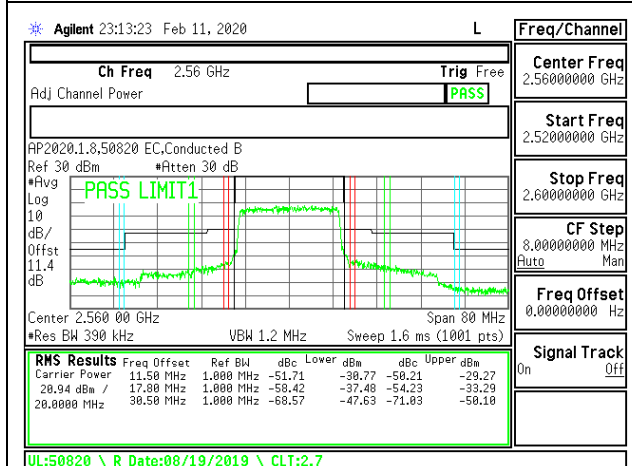 Agilent 23:13:23 Feb 11, 2020 L
Freq/Channel
Ch Freq 2.56 GHz Trig Free
Adj Channel Power PASS
AP2020.1.8,50820 EC,Conducted B
Ref 30 dBm #Atten 30 dB
#Avg
Log
10
dB/
Offst
11.4
dB
PASS LIMIT1
Center 2.560 00 GHz Span 80 MHz
#Res BW 390 kHz VBW 1.2 MHz Sweep 1.6 ms (1001 pts)
RMS Results Freq Offset Ref BW dBc Lower dBm dBc Upper dBm
Carrier Power 11.50 MHz 1.000 MHz -51.71 -30.77 -50.21 -29.27
20.94 dBm / 17.80 MHz 1.000 MHz -58.42 -37.48 -54.23 -33.29
20.0000 MHz 30.50 MHz 1.000 MHz -68.57 -47.63 -71.03 -50.10
UL:50820 \ R Date:08/19/2019 \ CLT:2.7
Center Freq
2.56000000 GHz
Start Freq
2.52000000 GHz
Stop Freq
2.60000000 GHz
CF Step
8.00000000 MHz
Auto Man
Freq Offset
0.00000000 Hz
Signal Track
On Off